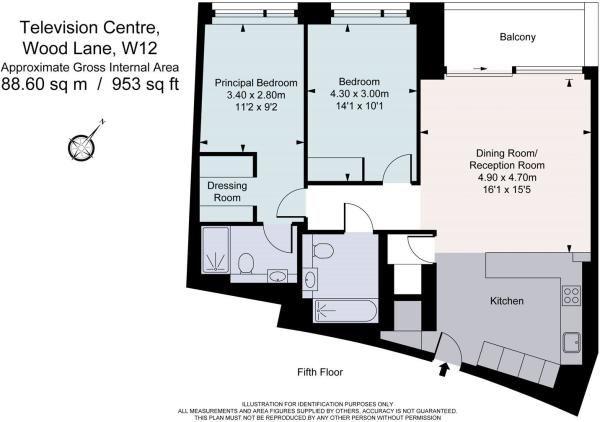 Television Centre,
Wood Lane, W12
Approximate Gross Internal Area
88.60 sq m / 953 sq ft
Balcony
Principal Bedroom
3.40 x 2.80m
11'2 x 9'2
Bedroom
4.30 x 3.00m
14'1 x 10'1
Dining Room/
Reception Room
4.90 x 4.70m
16'1 x 15'5
Dressing
Room
Kitchen
Fifth Floor
ILLUSTRATION FOR IDENTIFICATION PURPOSES ONLY
ALL MEASUREMENTS AND AREA FIGURES SUPPLIED BY OTHERS, ACCURACY IS NOT GUARANTEED.
THIS PLAN MUST NOT BE REPRODUCED BY ANY OTHER PERSON WITHOUT PERMISSION